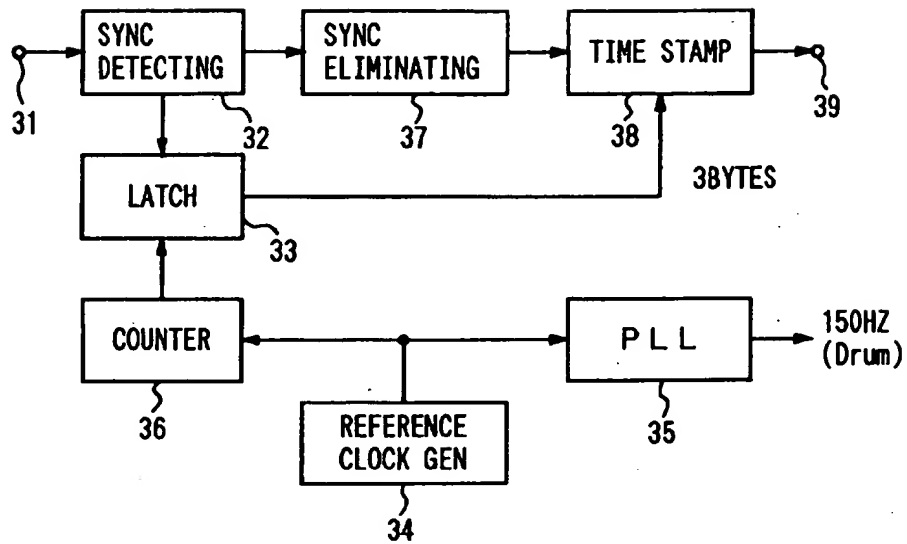 SYNC
DETECTING
SYNC
ELIMINATING
TIME STAMP
31
32
37
38
39
LATCH
3BYTES
33
COUNTER
PLL
150HZ
(Drum)
36
REFERENCE
CLOCK GEN
35
34